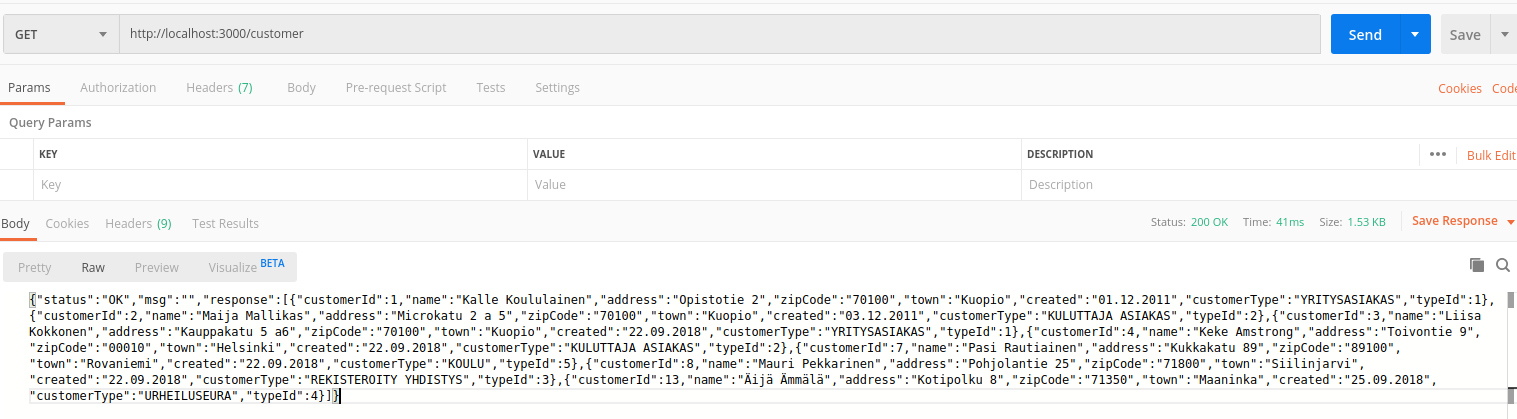 GET http://localhost:3000/customer Send Save
Params Authorization Headers (7) Body Pre-request Script Tests Settings Cookies Code
Query Params
KEY VALUE DESCRIPTION ••• Bulk Edit
Key Value Description
Body Cookies Headers (9) Test Results Status: 200 OK Time: 41ms Size: 1.53 KB Save Response
Pretty Raw Preview Visualize BETA
{"status":"OK","msg":"","response":[{"customerId":1,"name":"Kalle Koululainen","address":"Opistotie 2","zipCode":"70100","town":"Kuopio","created":"01.12.2011","customerType":"YRITYSASIAKAS","typeId":1},
{"customerId":2,"name":"Maija Mallikas","address":"Microkatu 2 a 5","zipCode":"70100","town":"Kuopio","created":"03.12.2011","customerType":"KULUTTAJA ASIAKAS","typeId":2},{"customerId":3,"name":"Liisa
Kokkonen","address":"Kauppakatu 5 a6","zipCode":"70100","town":"Kuopio","created":"22.09.2018","customerType":"YRITYSASIAKAS","typeId":1},{"customerId":4,"name":"Keke Amstrong","address":"Toivontie 9",
"zipCode":"00010","town":"Helsinki","created":"22.09.2018","customerType":"KULUTTAJA ASIAKAS","typeId":2},{"customerId":7,"name":"Pasi Rautiainen","address":"Kukkakatu 89","zipCode":"89100",
"town":"Rovaniemi","created":"22.09.2018","customerType":"KOULU","typeId":5},{"customerId":8,"name":"Mauri Pekkarinen","address":"Pohjolantie 25","zipCode":"71800","town":"Siilinjarvi",
"created":"22.09.2018","customerType":"REKISTEROITY YHDISTYS","typeId":3},{"customerId":13,"name":"Äijä Ämmälä","address":"Kotipolku 8","zipCode":"71350","town":"Maaninka","created":"25.09.2018",
"customerType":"URHEILUSEURA","typeId":4}]}